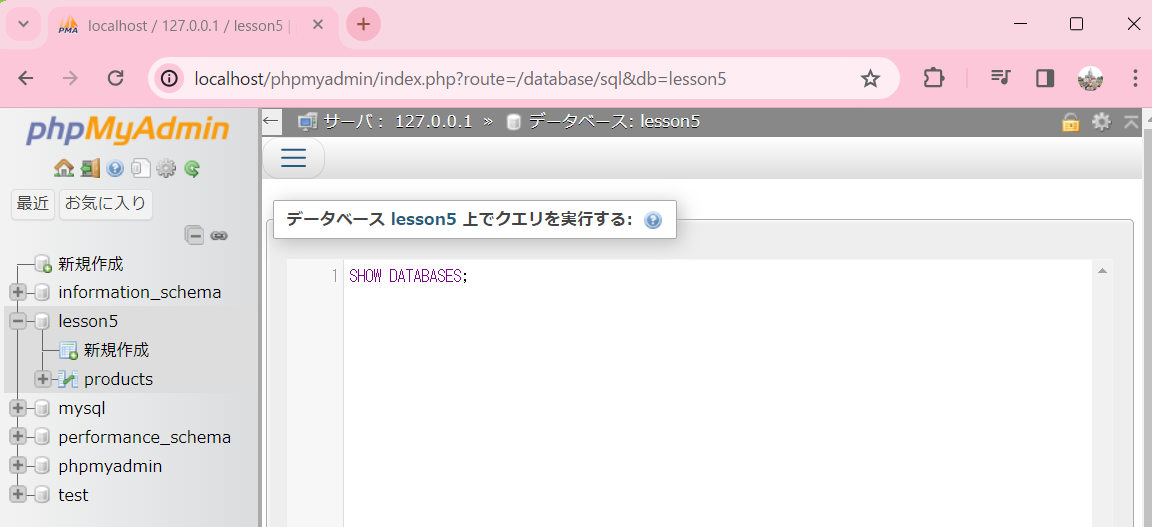 localhost / 127.0.0.1 / lesson5 |
localhost/phpmyadmin/index.php?route=/database/sql&db=lesson5
phpMyAdmin
最近 お気に入り
新規作成
information_schema
lesson5
新規作成
products
mysql
performance_schema
phpmyadmin
test
サーバ: 127.0.0.1 » データベース: lesson5
データベース lesson5 上でクエリを実行する:
1 SHOW DATABASES;